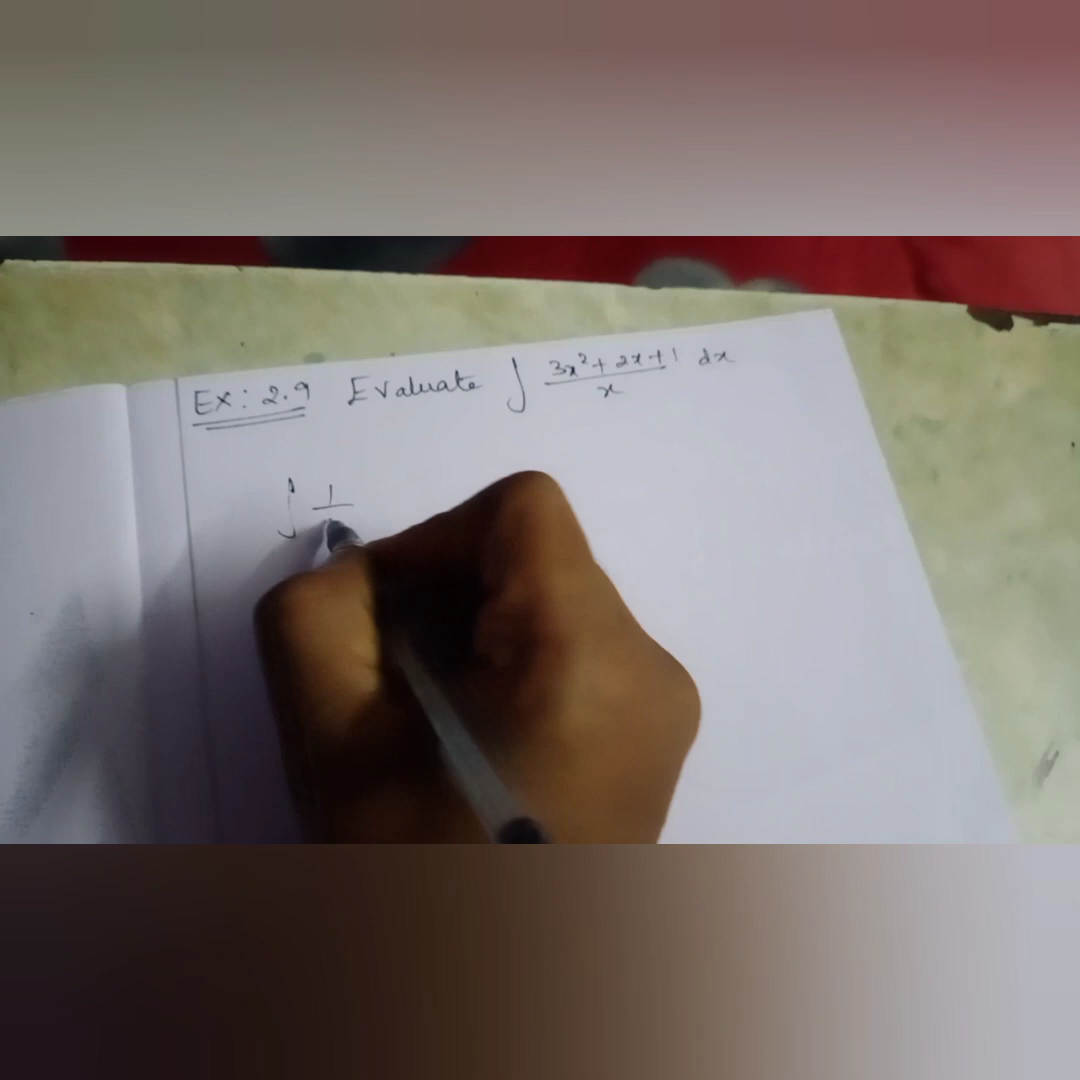 Ex: 2.9 Evaluate ∫ (3x² + 2x + 1)/x dx
∫ 1